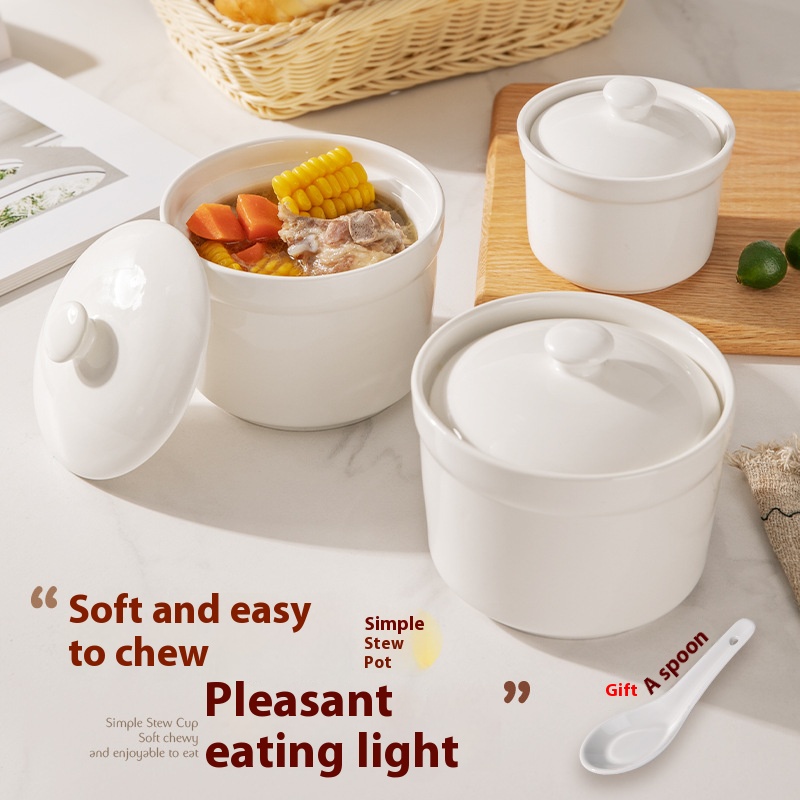 “ Soft and easy
to chew
Simple
Stew
Pot
Pleasant ”
eating light
Simple Stew Cup
Soft chewy
and enjoyable to eat
Gift A spoon